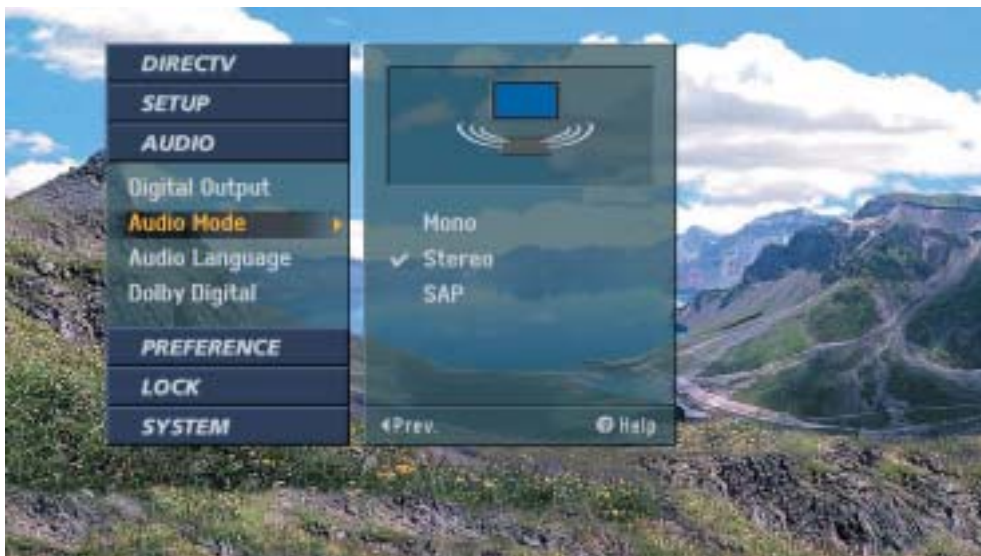 DIRECTV
SETUP
AUDIO
Digital Output
Audio Mode
Audio Language
Dolby Digital
PREFERENCE
LOCK
SYSTEM
Mono
Stereo
SAP
Prev.
? Help